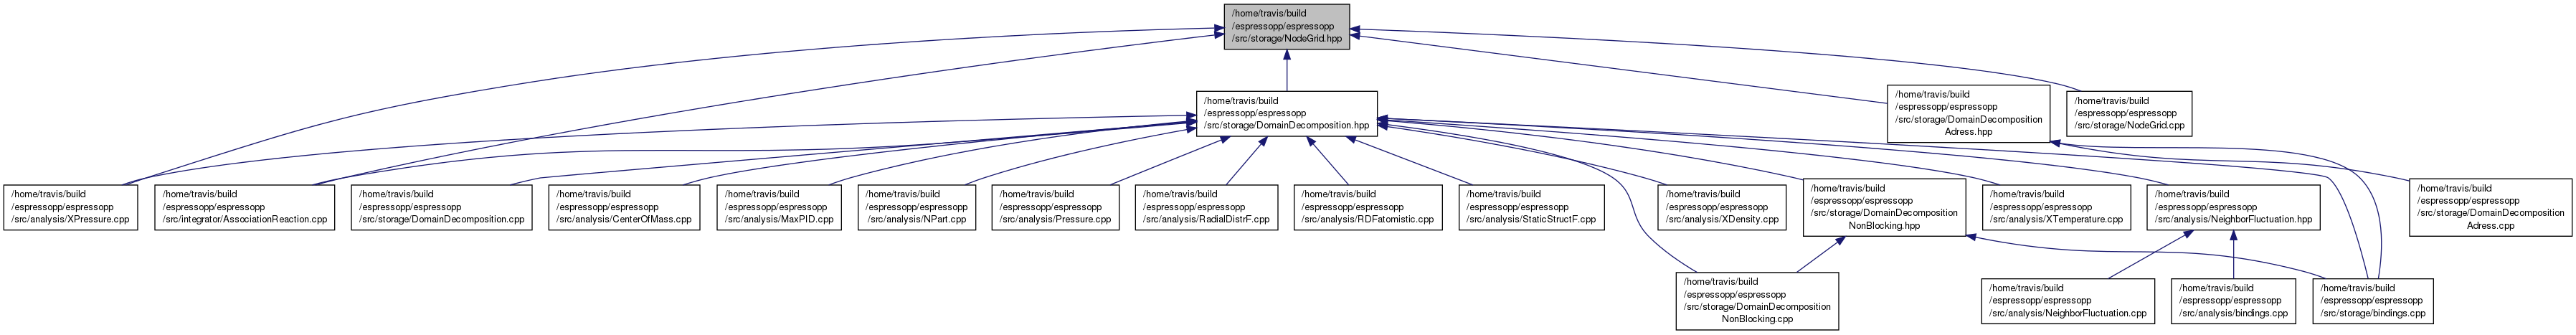 /home/travis/build
/espressopp/espressopp
/src/storage/NodeGrid.hpp
/home/travis/build
/espressopp/espressopp
/src/storage/DomainDecomposition.hpp
/home/travis/build
/espressopp/espressopp
/src/storage/DomainDecomposition
Adress.hpp
/home/travis/build
/espressopp/espressopp
/src/storage/NodeGrid.cpp
/home/travis/build
/espressopp/espressopp
/src/analysis/XPressure.cpp
/home/travis/build
/espressopp/espressopp
src/integrator/AssociationReaction.cpp
/home/travis/build
/espressopp/espressopp
/src/storage/DomainDecomposition.cpp
/home/travis/build
/espressopp/espressopp
/src/analysis/CenterOfMass.cpp
/home/travis/build
/espressopp/espressopp
/src/analysis/MaxPID.cpp
/home/travis/build
/espressopp/espressopp
/src/analysis/NPart.cpp
/home/travis/build
/espressopp/espressopp
/src/analysis/Pressure.cpp
/home/travis/build
/espressopp/espressopp
/src/analysis/RadialDistrF.cpp
/home/travis/build
/espressopp/espressopp
/src/analysis/RDFatomistic.cpp
/home/travis/build
/espressopp/espressopp
/src/analysis/StaticStructF.cpp
/home/travis/build
/espressopp/espressopp
/src/analysis/XDensity.cpp
/home/travis/build
/espressopp/espressopp
/src/storage/DomainDecomposition
NonBlocking.hpp
/home/travis/build
/espressopp/espressopp
/src/analysis/XTemperature.cpp
/home/travis/build
/espressopp/espressopp
/src/analysis/NeighborFluctuation.hpp
/home/travis/build
/espressopp/espressopp
/src/storage/DomainDecomposition
Adress.cpp
/home/travis/build
/espressopp/espressopp
/src/storage/DomainDecomposition
NonBlocking.cpp
/home/travis/build
/espressopp/espressopp
/src/analysis/NeighborFluctuation.cpp
/home/travis/build
/espressopp/espressopp
/src/analysis/bindings.cpp
/home/travis/build
/espressopp/espressopp
/src/storage/bindings.cpp